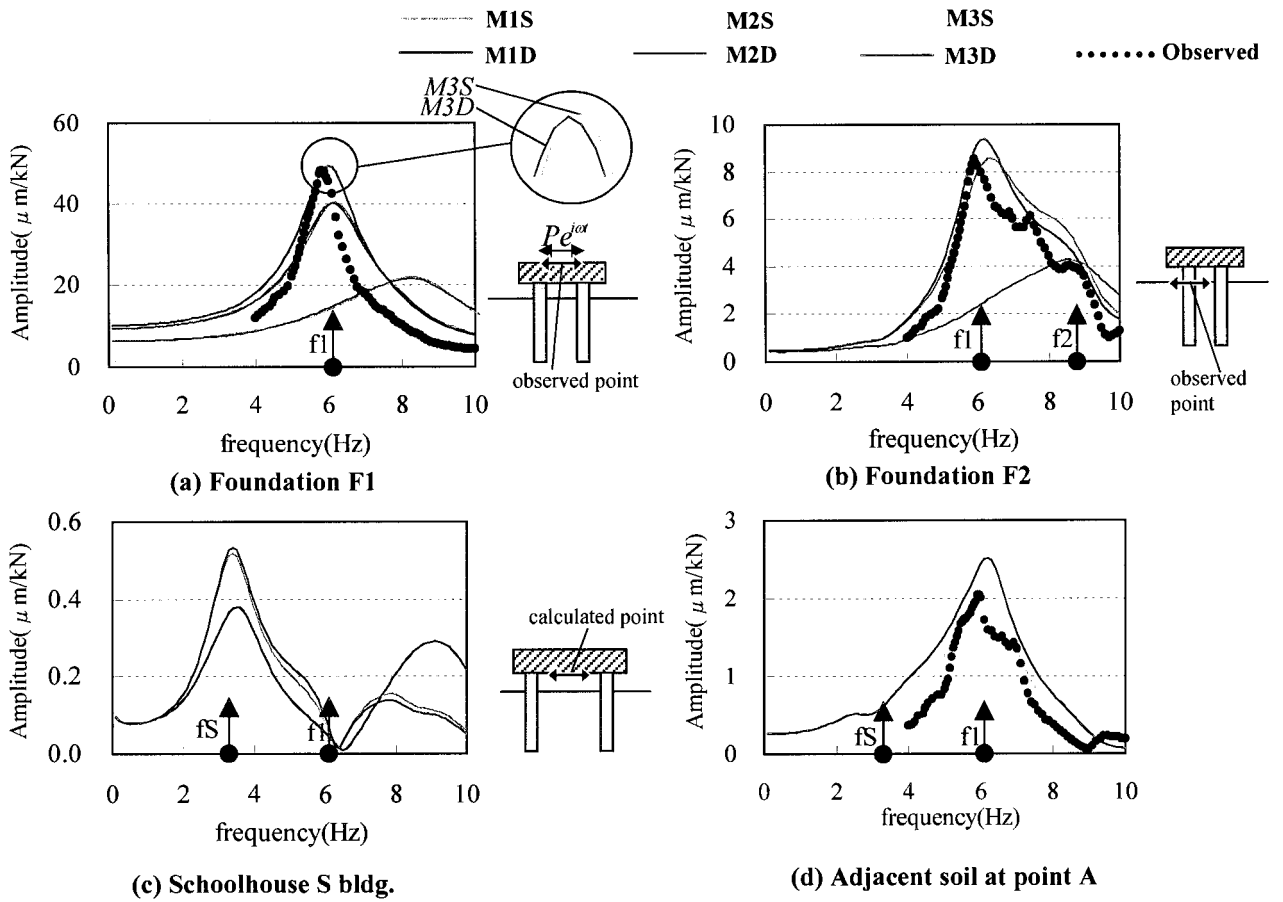 M1S M2S M3S
M1D M2D M3D Observed
M3S
M3D
60
40
20
0
Amplitude( μ m/kN)
Pe^{iωt}
f1
observed point
0 2 4 6 8 10
frequency(Hz)
(a) Foundation F1
10
8
6
4
2
0
Amplitude( μ m/kN)
f1 f2
observed
point
0 2 4 6 8 10
frequency(Hz)
(b) Foundation F2
0.6
0.4
0.2
0.0
Amplitude( μ m/kN)
calculated point
fS f1
0 2 4 6 8 10
frequency(Hz)
(c) Schoolhouse S bldg.
3
2
1
0
Amplitude( μ m/kN)
fS f1
0 2 4 6 8 10
frequency(Hz)
(d) Adjacent soil at point A